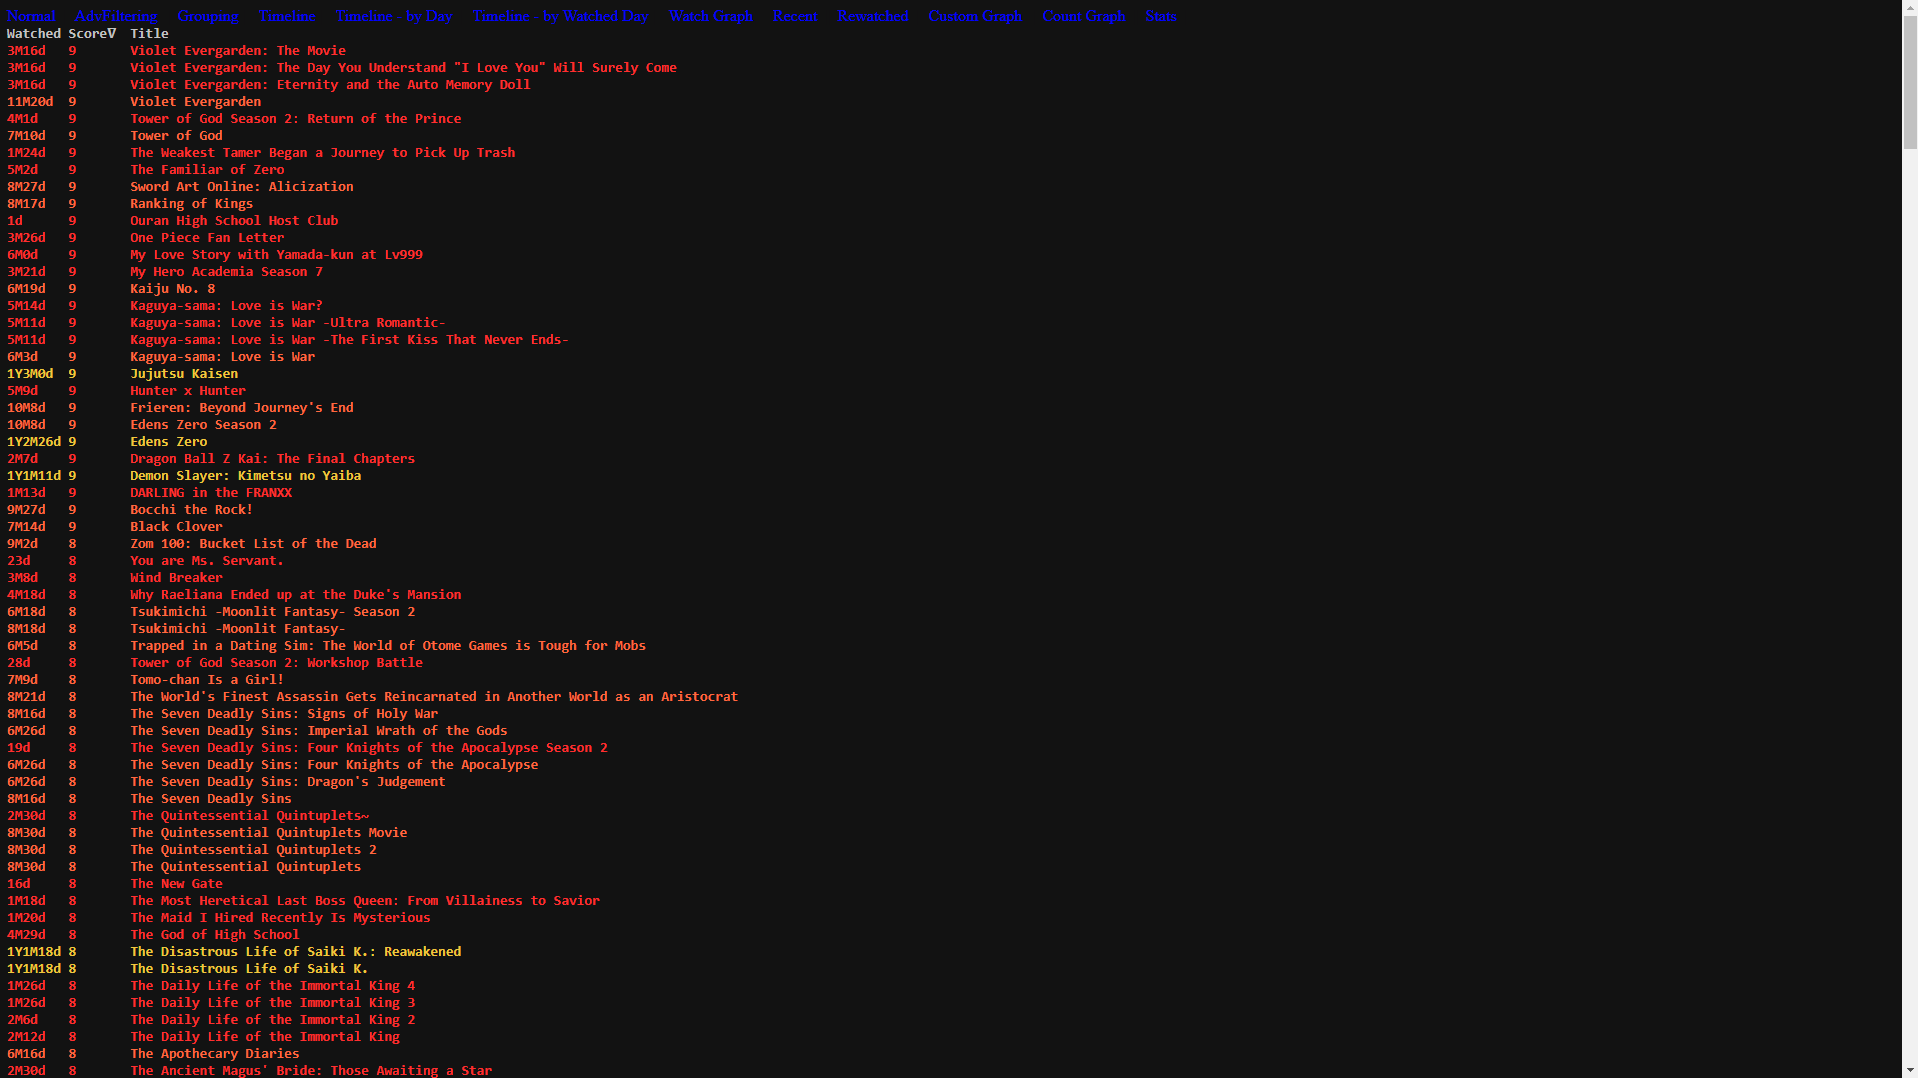 Normal AdvFiltering Grouping Timeline Timeline - by Day Timeline - by Watched Day Watch Graph Recent Rewatched Custom Graph Count Graph Stats
Watched Score∇ Title
3M16d 9 Violet Evergarden: The Movie
3M16d 9 Violet Evergarden: The Day You Understand "I Love You" Will Surely Come
3M16d 9 Violet Evergarden: Eternity and the Auto Memory Doll
11M20d 9 Violet Evergarden
4M1d 9 Tower of God Season 2: Return of the Prince
7M10d 9 Tower of God
1M24d 9 The Weakest Tamer Began a Journey to Pick Up Trash
5M2d 9 The Familiar of Zero
8M27d 9 Sword Art Online: Alicization
8M17d 9 Ranking of Kings
1d 9 Ouran High School Host Club
3M26d 9 One Piece Fan Letter
6M0d 9 My Love Story with Yamada-kun at Lv999
3M21d 9 My Hero Academia Season 7
6M19d 9 Kaiju No. 8
5M14d 9 Kaguya-sama: Love is War?
5M11d 9 Kaguya-sama: Love is War -Ultra Romantic-
5M11d 9 Kaguya-sama: Love is War -The First Kiss That Never Ends-
6M3d 9 Kaguya-sama: Love is War
1Y3M0d 9 Jujutsu Kaisen
5M9d 9 Hunter x Hunter
10M8d 9 Frieren: Beyond Journey's End
10M8d 9 Edens Zero Season 2
1Y2M26d 9 Edens Zero
2M7d 9 Dragon Ball Z Kai: The Final Chapters
1Y1M11d 9 Demon Slayer: Kimetsu no Yaiba
1M13d 9 DARLING in the FRANXX
9M27d 9 Bocchi the Rock!
7M14d 9 Black Clover
9M2d 8 Zom 100: Bucket List of the Dead
23d 8 You are Ms. Servant.
3M8d 8 Wind Breaker
4M18d 8 Why Raeliana Ended up at the Duke's Mansion
6M18d 8 Tsukimichi -Moonlit Fantasy- Season 2
8M18d 8 Tsukimichi -Moonlit Fantasy-
6M5d 8 Trapped in a Dating Sim: The World of Otome Games is Tough for Mobs
28d 8 Tower of God Season 2: Workshop Battle
7M9d 8 Tomo-chan Is a Girl!
8M21d 8 The World's Finest Assassin Gets Reincarnated in Another World as an Aristocrat
8M16d 8 The Seven Deadly Sins: Signs of Holy War
6M26d 8 The Seven Deadly Sins: Imperial Wrath of the Gods
19d 8 The Seven Deadly Sins: Four Knights of the Apocalypse Season 2
6M26d 8 The Seven Deadly Sins: Four Knights of the Apocalypse
6M26d 8 The Seven Deadly Sins: Dragon's Judgement
8M16d 8 The Seven Deadly Sins
2M30d 8 The Quintessential Quintuplets~
8M30d 8 The Quintessential Quintuplets Movie
8M30d 8 The Quintessential Quintuplets 2
8M30d 8 The Quintessential Quintuplets
16d 8 The New Gate
1M18d 8 The Most Heretical Last Boss Queen: From Villainess to Savior
1M20d 8 The Maid I Hired Recently Is Mysterious
4M29d 8 The God of High School
1Y1M18d 8 The Disastrous Life of Saiki K.: Reawakened
1Y1M18d 8 The Disastrous Life of Saiki K.
1M26d 8 The Daily Life of the Immortal King 4
1M26d 8 The Daily Life of the Immortal King 3
2M6d 8 The Daily Life of the Immortal King 2
2M12d 8 The Daily Life of the Immortal King
6M16d 8 The Apothecary Diaries
2M30d 8 The Ancient Magus' Bride: Those Awaiting a Star